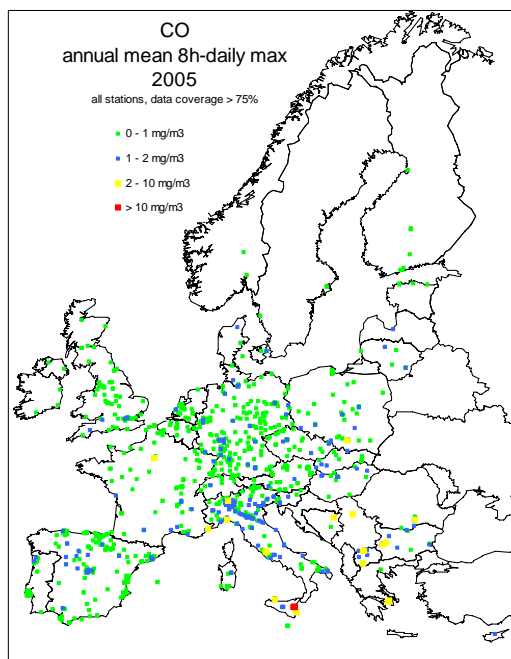 CO
annual mean 8h-daily max
2005
all stations, data coverage > 75%
0 - 1 mg/m3
1 - 2 mg/m3
2 - 10 mg/m3
> 10 mg/m3